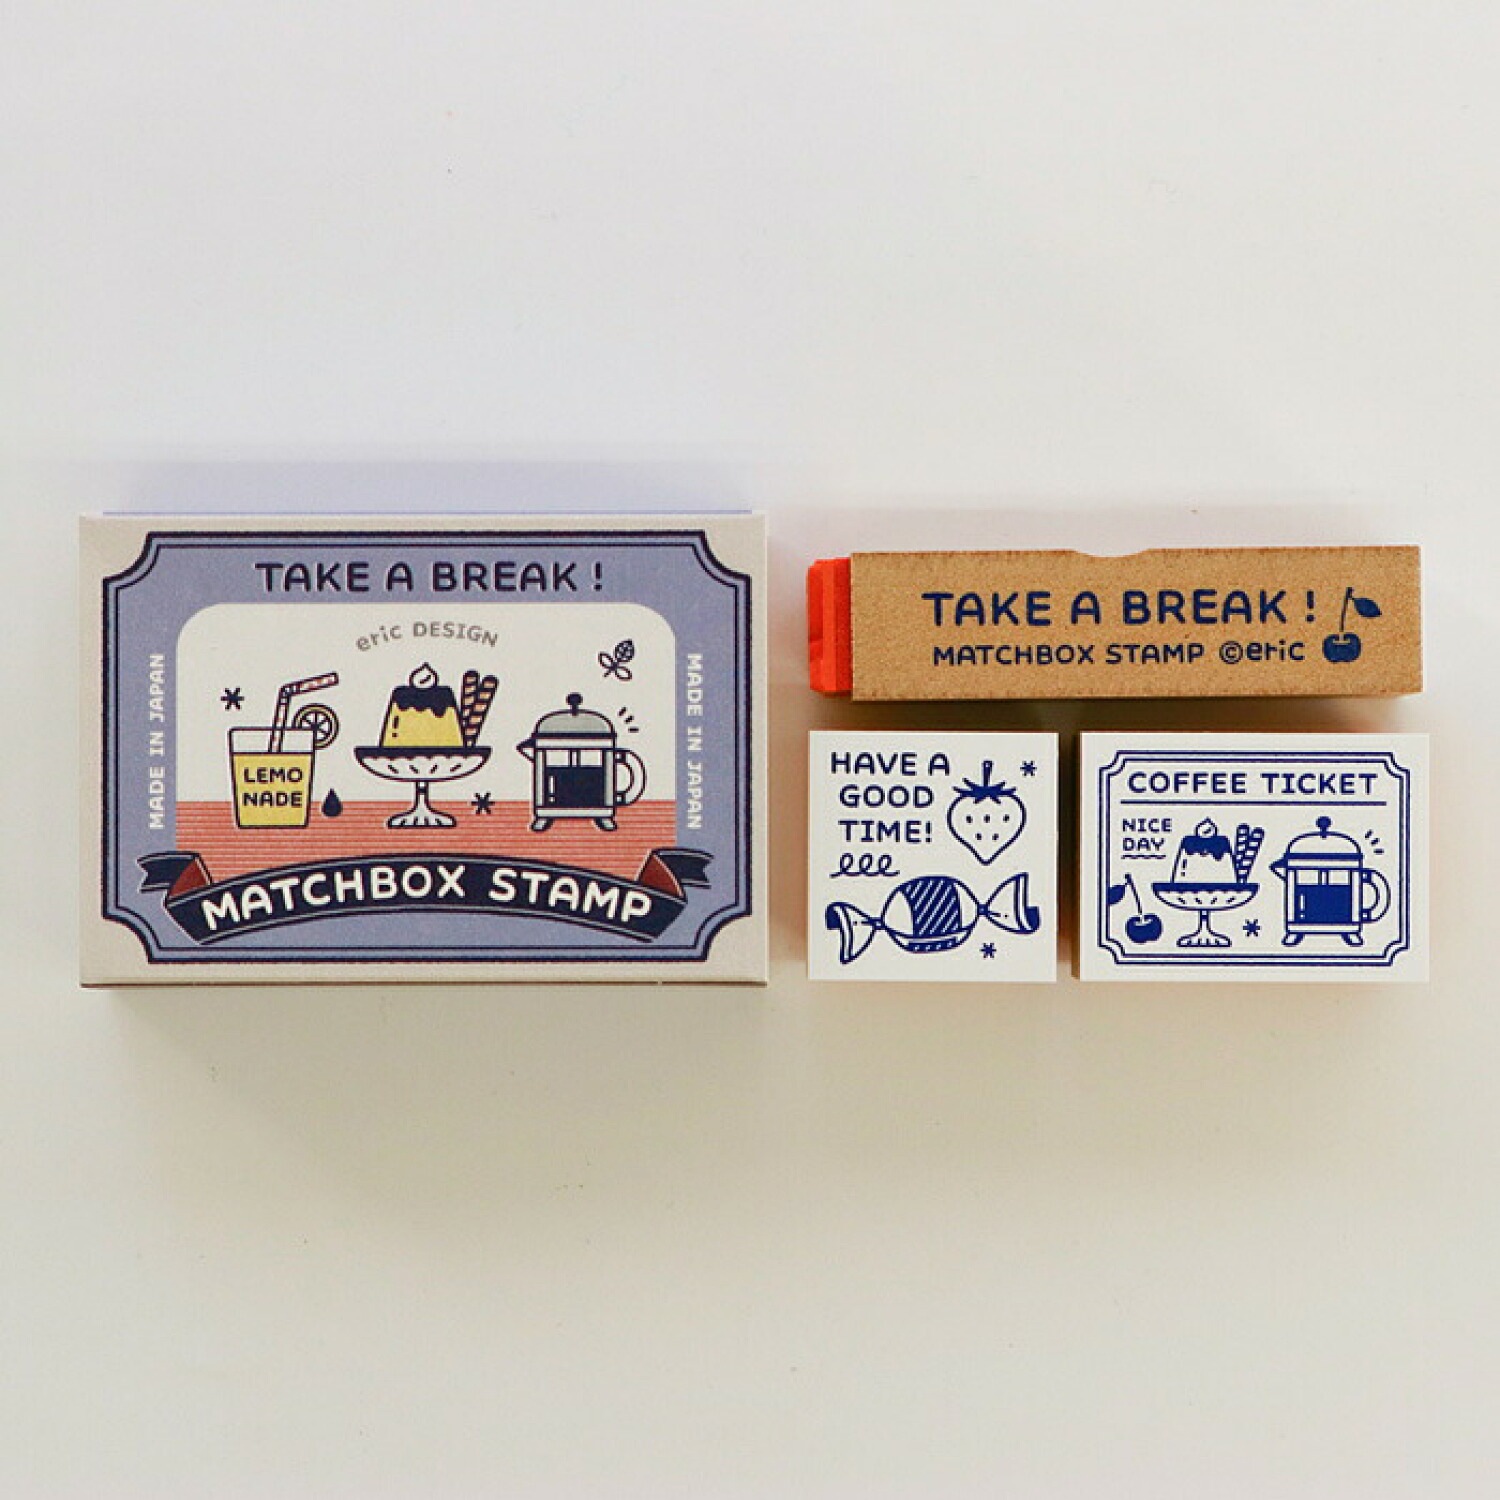 TAKE A BREAK !
eric DESIGN
MADE IN JAPAN
MADE IN JAPAN
LEMO
NADE
MATCHBOX STAMP
TAKE A BREAK !
MATCHBOX STAMP ©eric
HAVE A
GOOD
TIME!
COFFEE TICKET
NICE
DAY